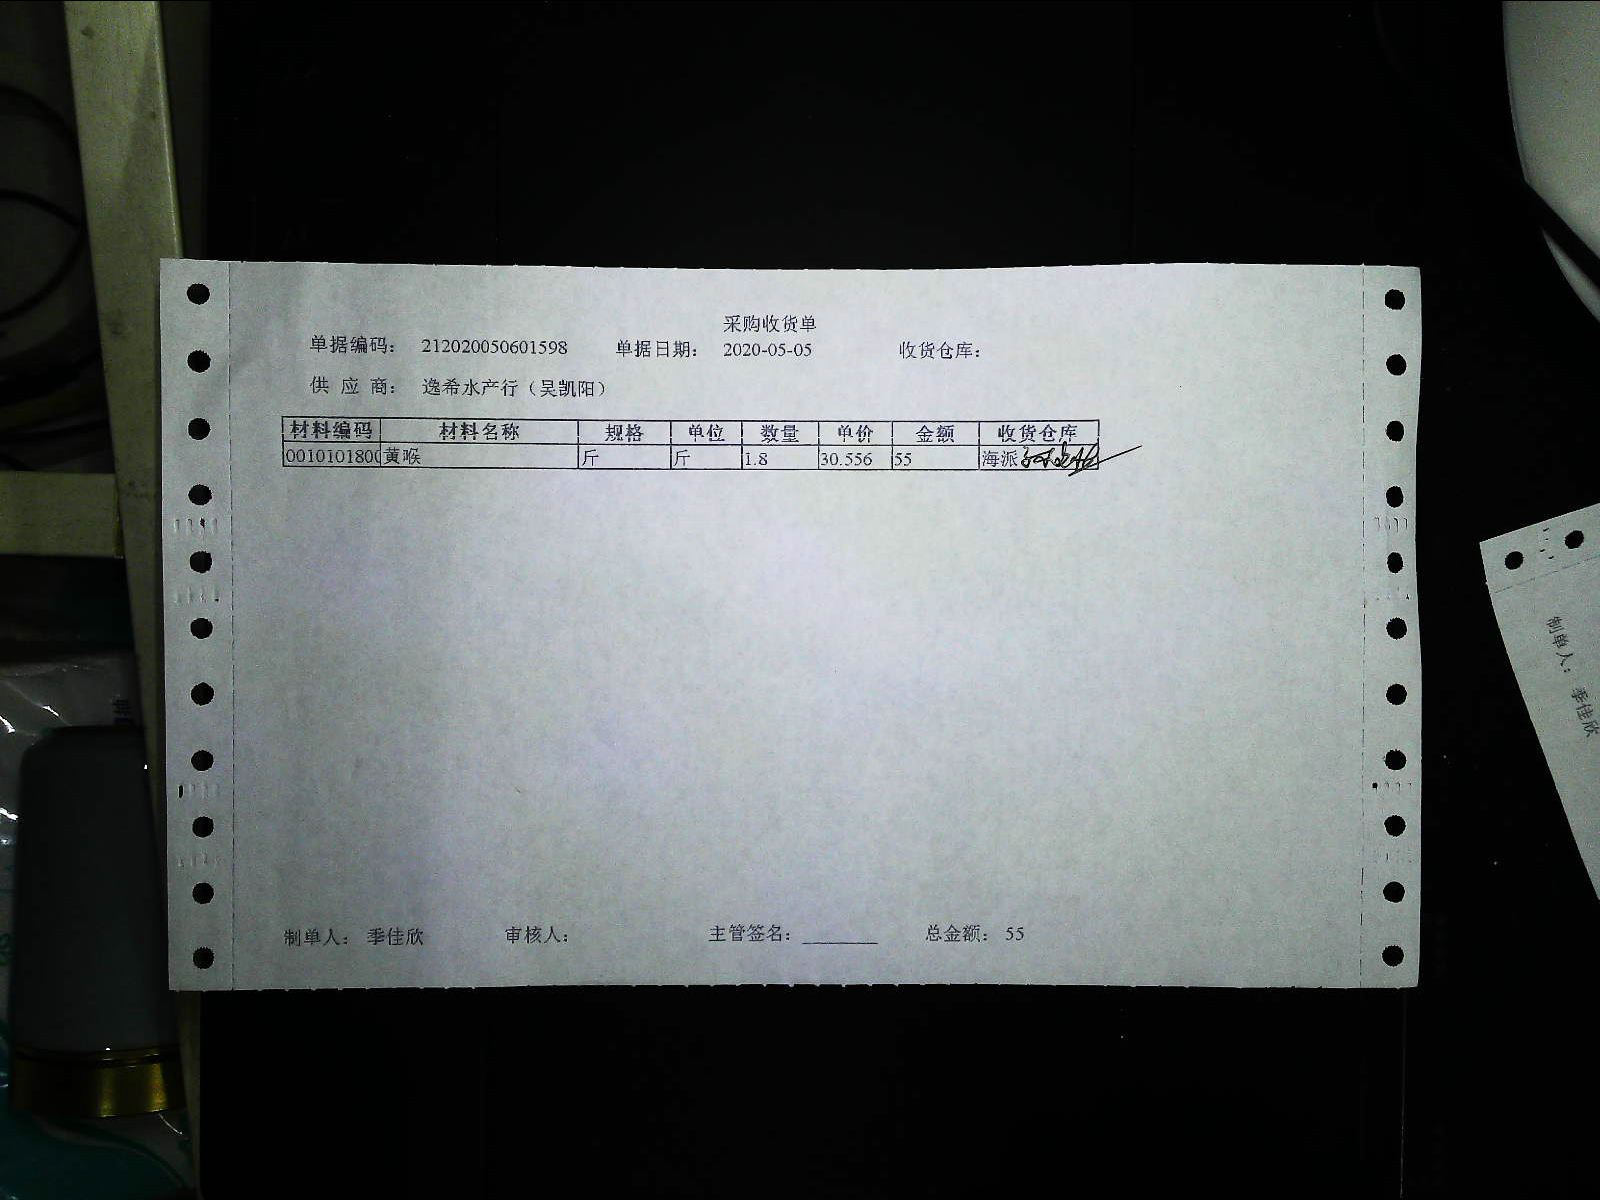 采购收货单
单据编码: 212020050601598 单据日期: 2020-05-05 收货仓库:
供 应 商: 逸希水产行（吴凯阳）
材料编码 材料名称 规格 单位 数量 单价 金额 收货仓库
0010101800 黄喉 斤 斤 1.8 30.556 55 海派
制单人: 季佳欣 审核人: 主管签名: ________ 总金额: 55
制单人: 季佳欣